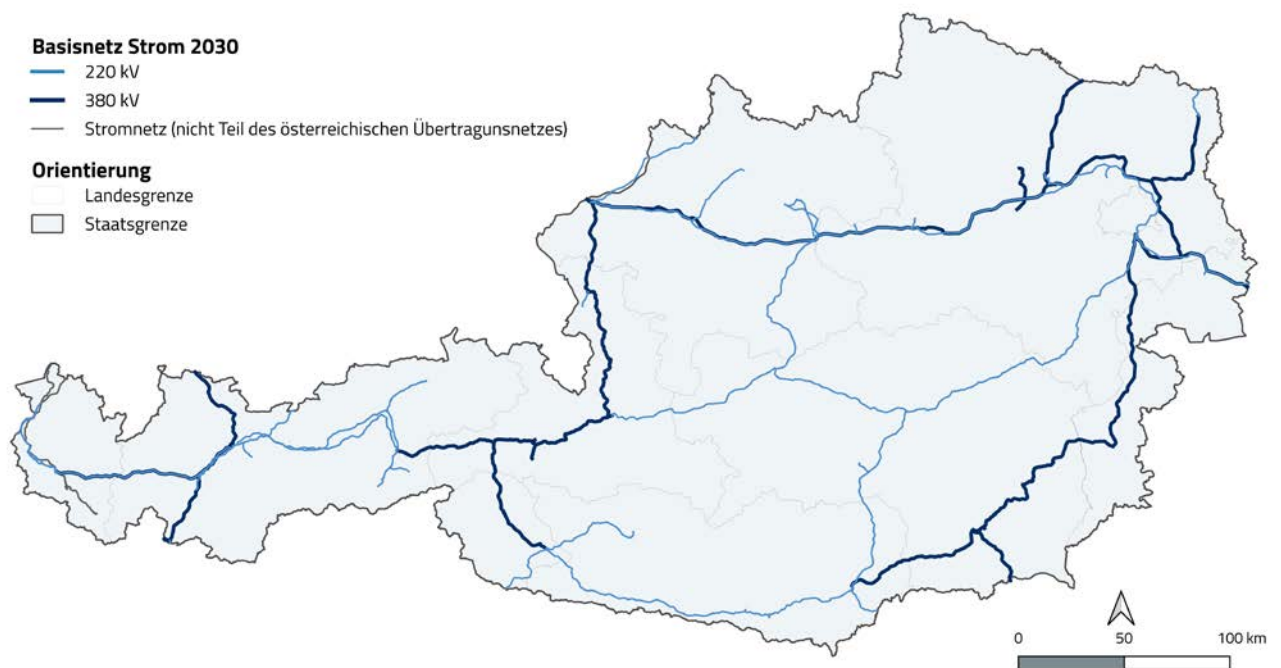 Basisnetz Strom 2030
220 kV
380 kV
Stromnetz (nicht Teil des österreichischen Übertragunsnetzes)
Orientierung
Landesgrenze
Staatsgrenze
0 50 100 km